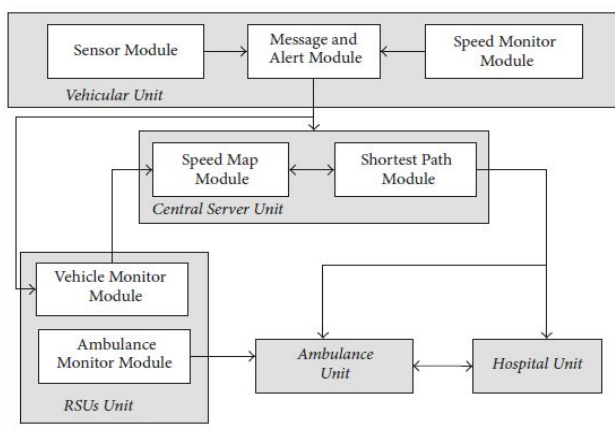 Sensor Module
Message and
Alert Module
Speed Monitor
Module
Vehicular Unit
Speed Map
Module
Shortest Path
Module
Central Server Unit
Vehicle Monitor
Module
Ambulance
Monitor Module
RSUs Unit
Ambulance
Unit
Hospital Unit